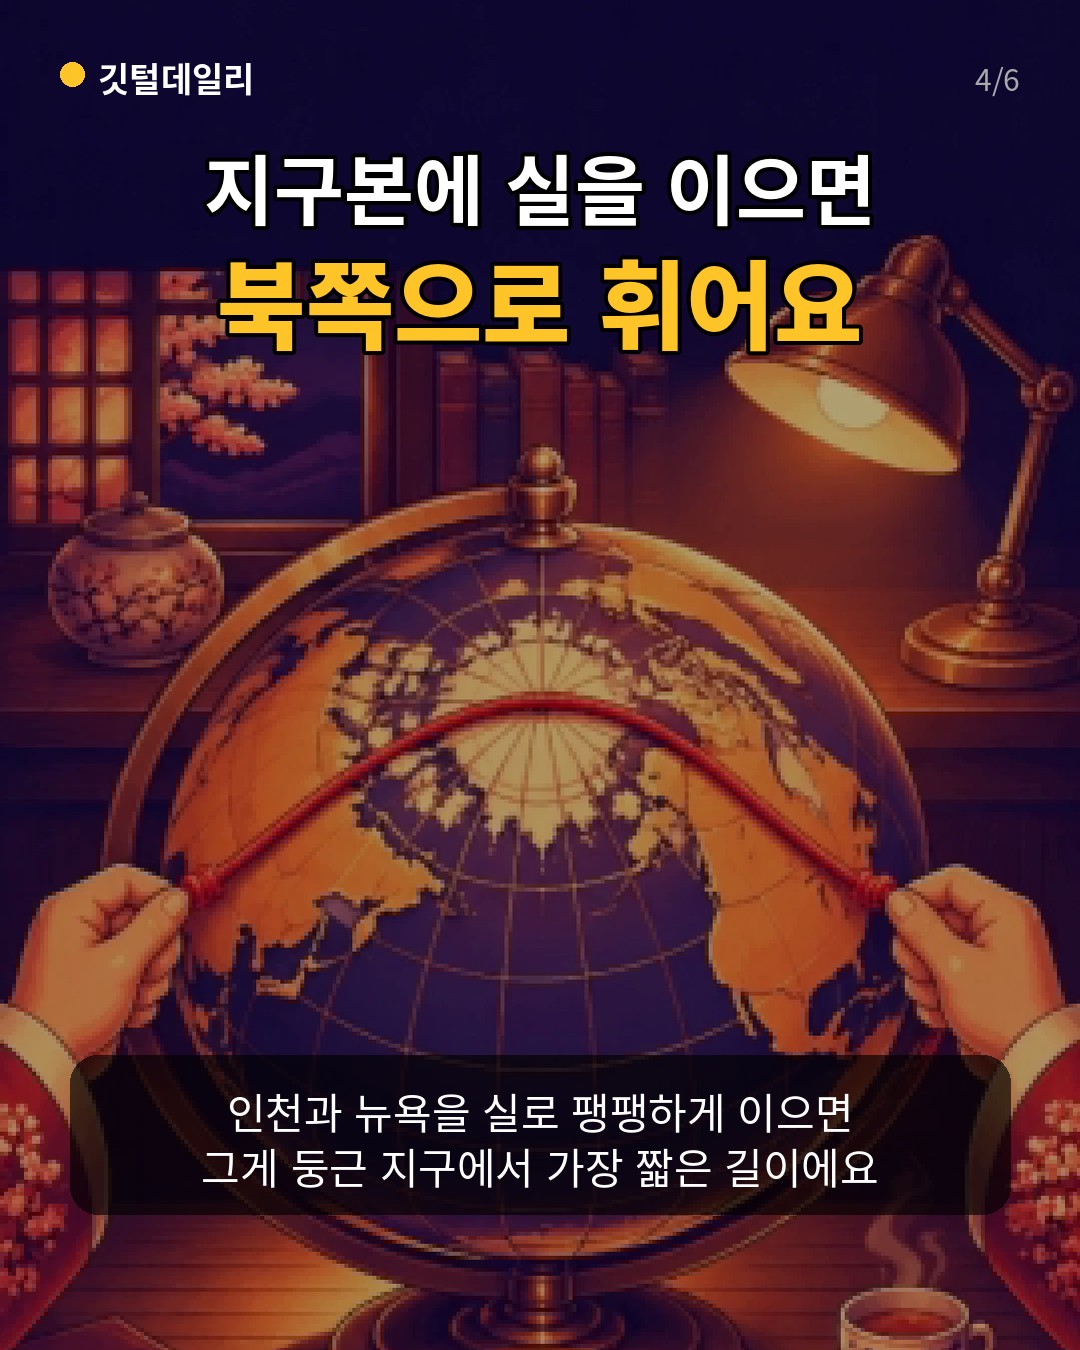 깃털데일리
4/6
지구본에 실을 이으면
북쪽으로 휘어요
인천과 뉴욕을 실로 팽팽하게 이으면
그게 둥근 지구에서 가장 짧은 길이에요